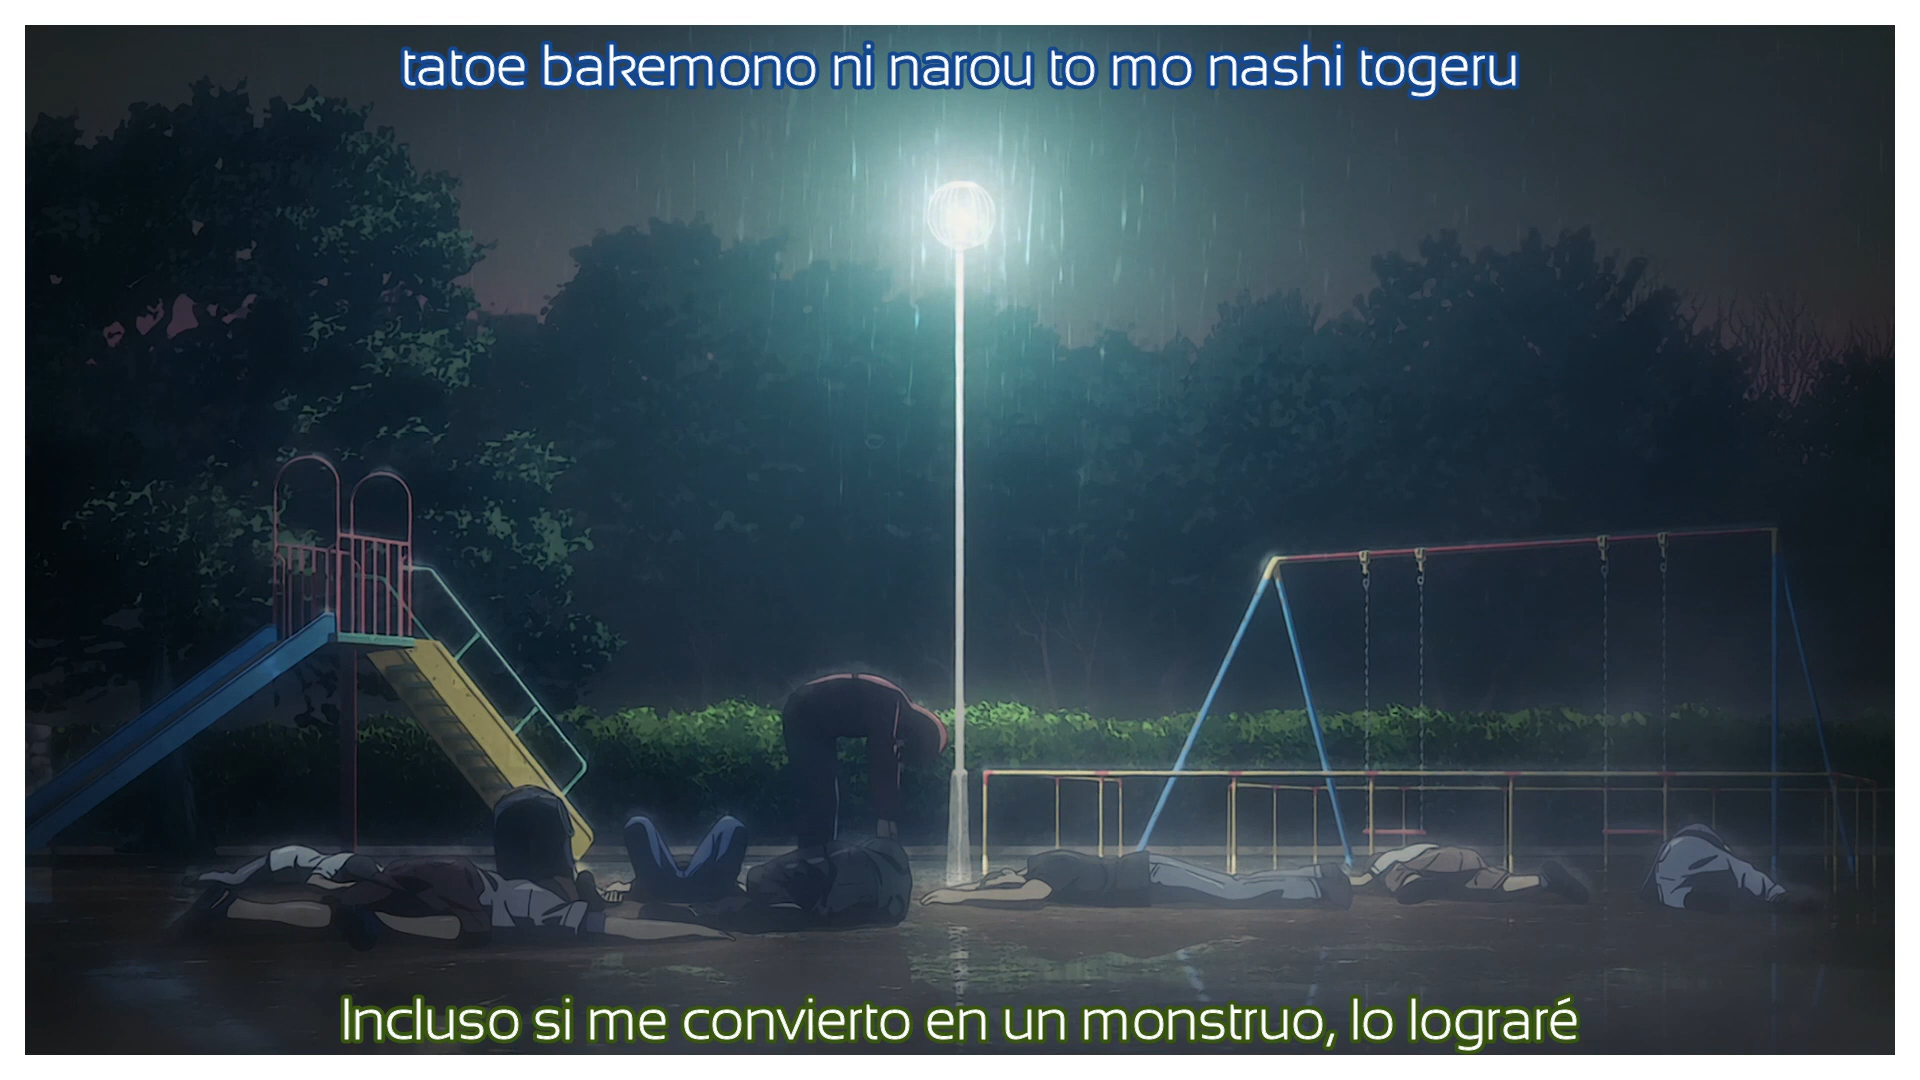 tatoe bakemono ni narou to mo nashi togeru
Incluso si me convierto en un monstruo, lo lograré